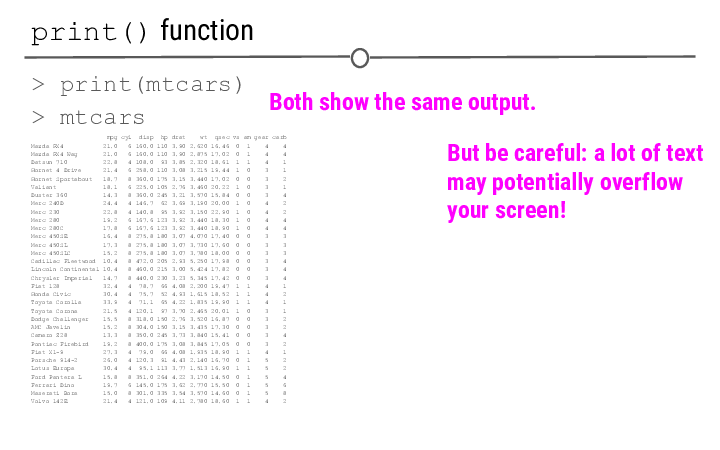 print() function
> print(mtcars)
Both show the same output.
> mtcars
But be careful: a lot of text
may potentially overflow
your screen!
mpg cyl disp hp drat wt qsec vs am gear carb
Mazda RX4 21.0 6 160.0 110 3.90 2.620 16.46 0 1 4 4
Mazda RX4 Wag 21.0 6 160.0 110 3.90 2.875 17.02 0 1 4 4
Datsun 710 22.8 4 108.0 93 3.85 2.320 18.61 1 1 4 1
Hornet 4 Drive 21.4 6 258.0 110 3.08 3.215 19.44 1 0 3 1
Hornet Sportabout 18.7 8 360.0 175 3.15 3.440 17.02 0 0 3 2
Valiant 18.1 6 225.0 105 2.76 3.460 20.22 1 0 3 1
Duster 360 14.3 8 360.0 245 3.21 3.570 15.84 0 0 3 4
Merc 240D 24.4 4 146.7 62 3.69 3.190 20.00 1 0 4 2
Merc 230 22.8 4 140.8 95 3.92 3.150 22.90 1 0 4 2
Merc 280 19.2 6 167.6 123 3.92 3.440 18.30 1 0 4 4
Merc 280C 17.8 6 167.6 123 3.92 3.440 18.90 1 0 4 4
Merc 450SE 16.4 8 275.8 180 3.07 4.070 17.40 0 0 3 3
Merc 450SL 17.3 8 275.8 180 3.07 3.730 17.60 0 0 3 3
Merc 450SLC 15.2 8 275.8 180 3.07 3.780 18.00 0 0 3 3
Cadillac Fleetwood 10.4 8 472.0 205 2.93 5.250 17.98 0 0 3 4
Lincoln Continental 10.4 8 460.0 215 3.00 5.424 17.82 0 0 3 4
Chrysler Imperial 14.7 8 440.0 230 3.23 5.345 17.42 0 0 3 4
Fiat 128 32.4 4 78.7 66 4.08 2.200 19.47 1 1 4 1
Honda Civic 30.4 4 75.7 52 4.93 1.615 18.52 1 1 4 2
Toyota Corolla 33.9 4 71.1 65 4.22 1.835 19.90 1 1 4 1
Toyota Corona 21.5 4 120.1 97 3.70 2.465 20.01 1 0 3 1
Dodge Challenger 15.5 8 318.0 150 2.76 3.520 16.87 0 0 3 2
AMC Javelin 15.2 8 304.0 150 3.15 3.435 17.30 0 0 3 2
Camaro Z28 13.3 8 350.0 245 3.73 3.840 15.41 0 0 3 4
Pontiac Firebird 19.2 8 400.0 175 3.08 3.845 17.05 0 0 3 2
Fiat X1-9 27.3 4 79.0 66 4.08 1.935 18.90 1 1 4 1
Porsche 914-2 26.0 4 120.3 91 4.43 2.140 16.70 0 1 5 2
Lotus Europa 30.4 4 95.1 113 3.77 1.513 16.90 1 1 5 2
Ford Pantera L 15.8 8 351.0 264 4.22 3.170 14.50 0 1 5 4
Ferrari Dino 19.7 6 145.0 175 3.62 2.770 15.50 0 1 5 6
Maserati Bora 15.0 8 301.0 335 3.54 3.570 14.60 0 1 5 8
Volvo 142E 21.4 4 121.0 109 4.11 2.780 18.60 1 1 4 2